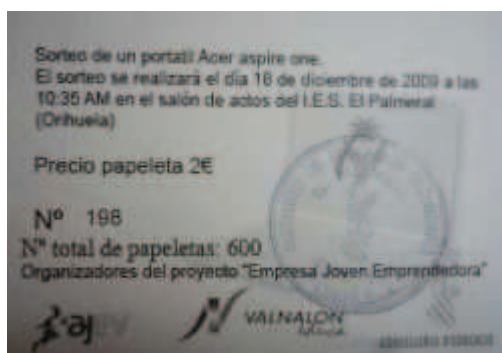 Sorteo de un portatil Acer aspire one.
El sorteo se realizará el día 16 de diciembre de 2009 a las
10:35 AM en el salón de actos del I.E.S. El Palmeral
(Orihuela)
Precio papeleta 2€
Nº 198
Nº total de papeletas: 600
Organizadores del proyecto "Empresa Joven Emprendedora"
VALNALON